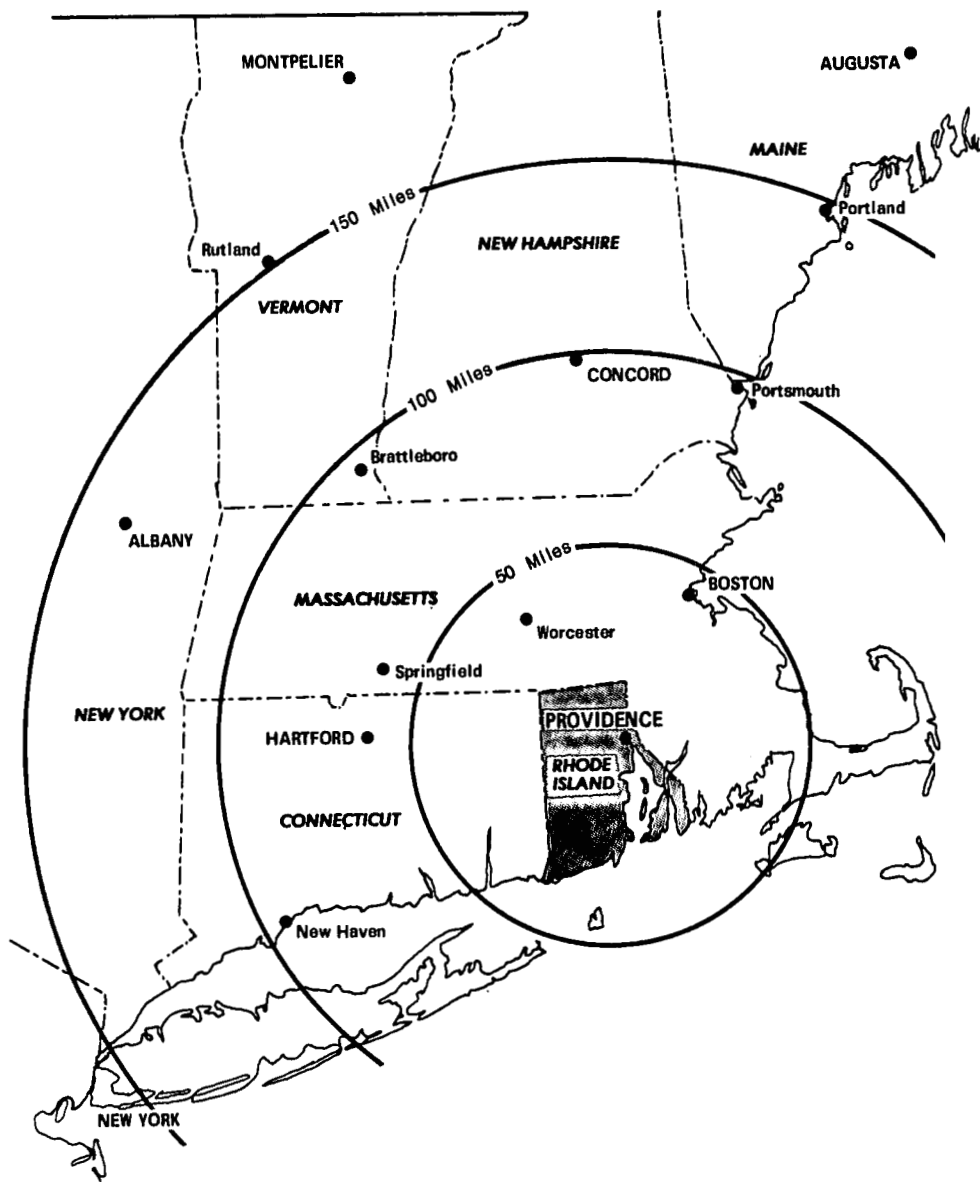 MONTPELIER
AUGUSTA
MAINE
150 Miles
Portland
Rutland
NEW HAMPSHIRE
VERMONT
100 Miles
CONCORD
Portsmouth
Brattleboro
ALBANY
50 Miles
BOSTON
MASSACHUSETTS
Worcester
Springfield
NEW YORK
PROVIDENCE
HARTFORD
RHODE
ISLAND
CONNECTICUT
New Haven
NEW YORK